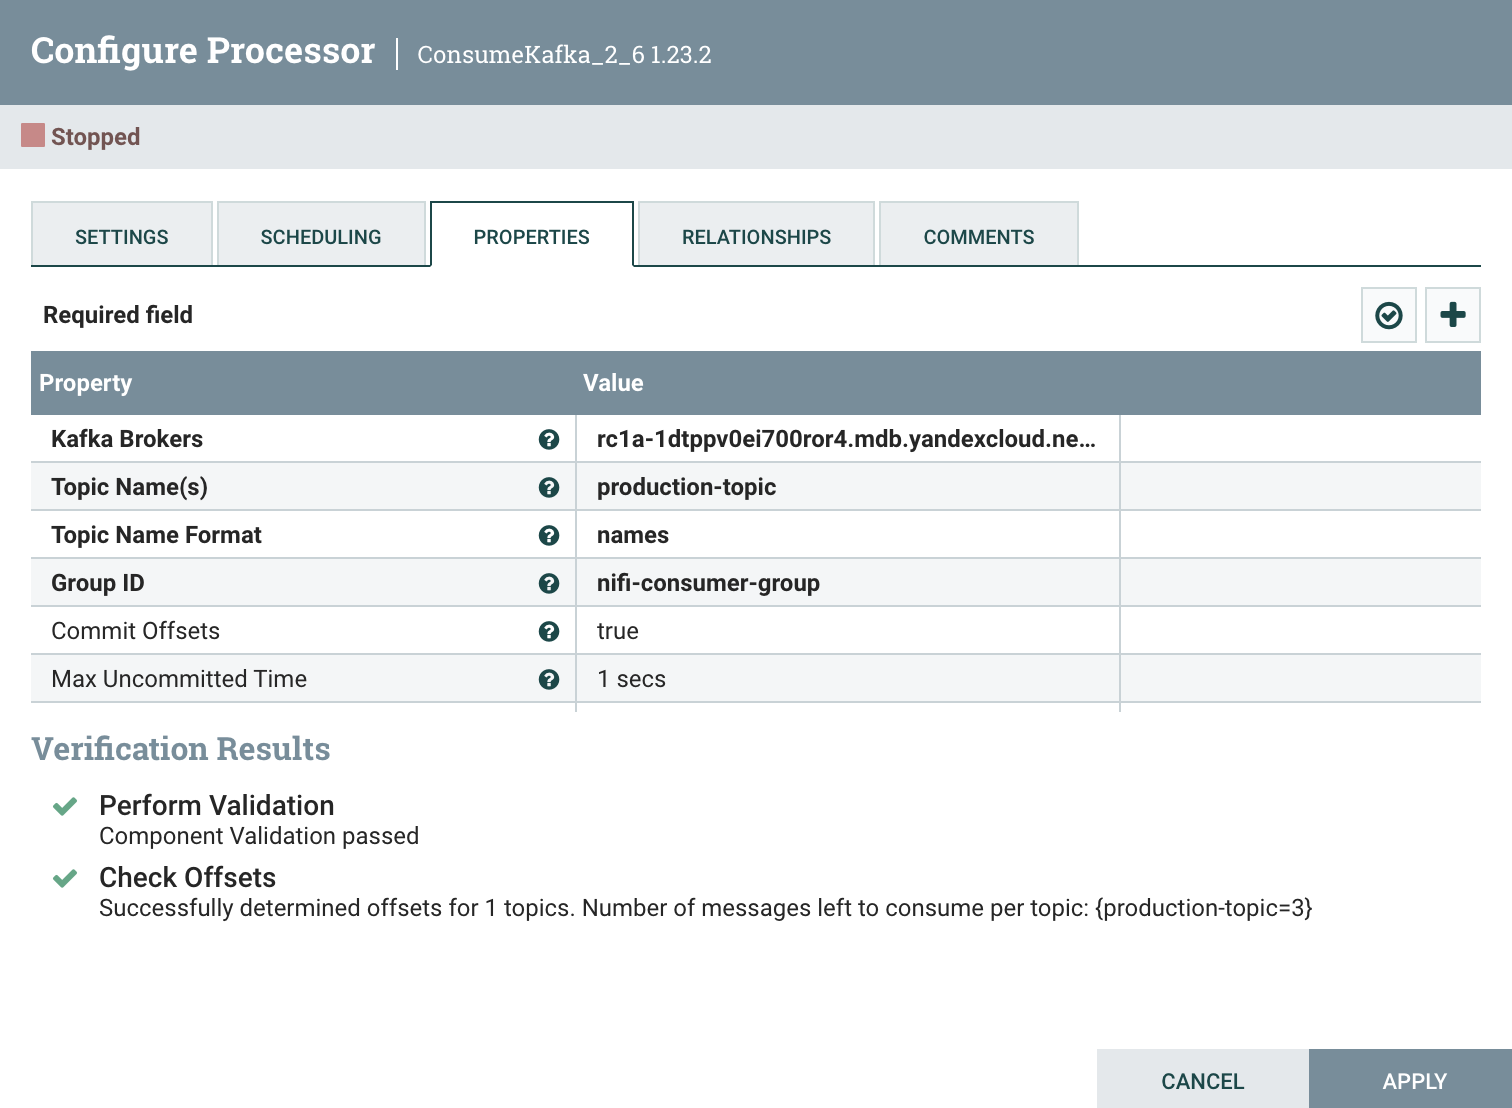 Configure Processor | ConsumeKafka_2_6 1.23.2
Stopped
SETTINGS SCHEDULING PROPERTIES RELATIONSHIPS COMMENTS
Required field
Property Value
Kafka Brokers rc1a-1dtppv0ei700ror4.mdb.yandexcloud.ne...
Topic Name(s) production-topic
Topic Name Format names
Group ID nifi-consumer-group
Commit Offsets true
Max Uncommitted Time 1 secs
Verification Results
Perform Validation
Component Validation passed
Check Offsets
Successfully determined offsets for 1 topics. Number of messages left to consume per topic: {production-topic=3}
CANCEL APPLY